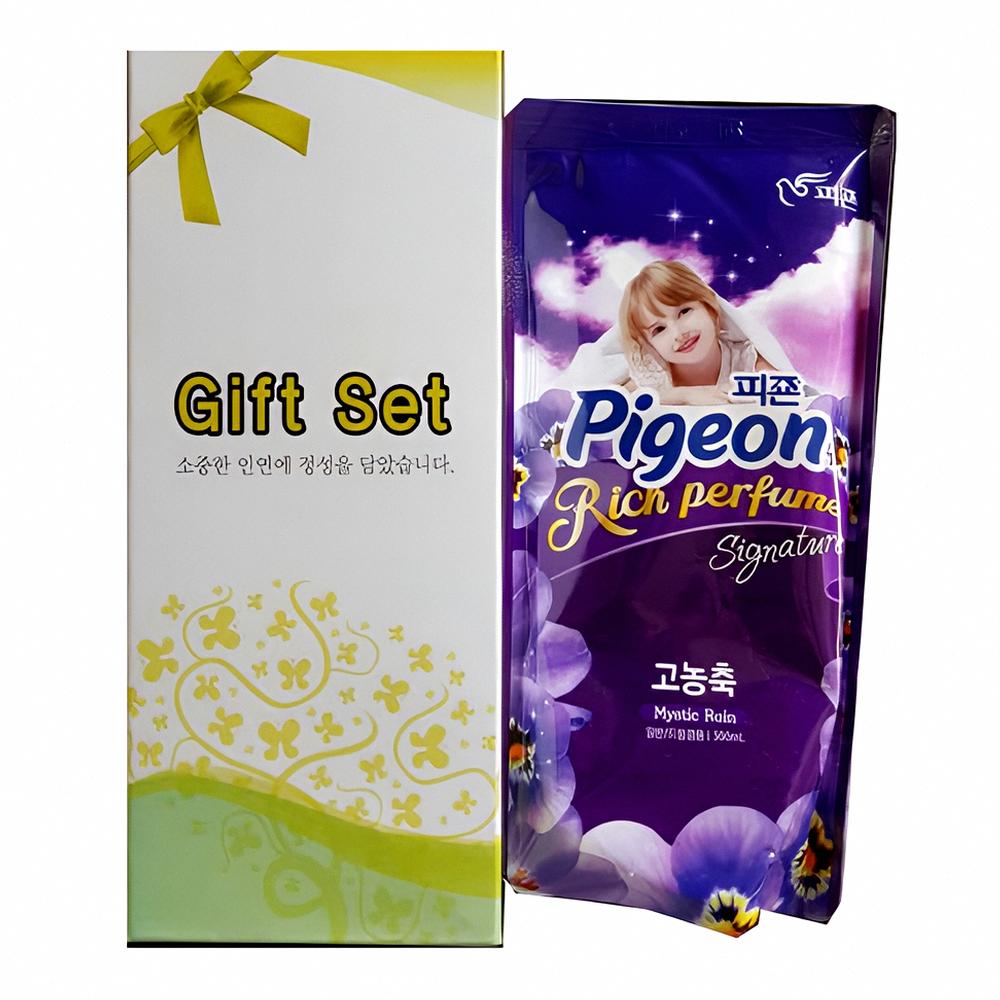 Gift Set
소중한 인연에 정성을 담았습니다.
피죤
피죤
Pigeon
Rich perfume
Signature
고농축
Mystic Rain